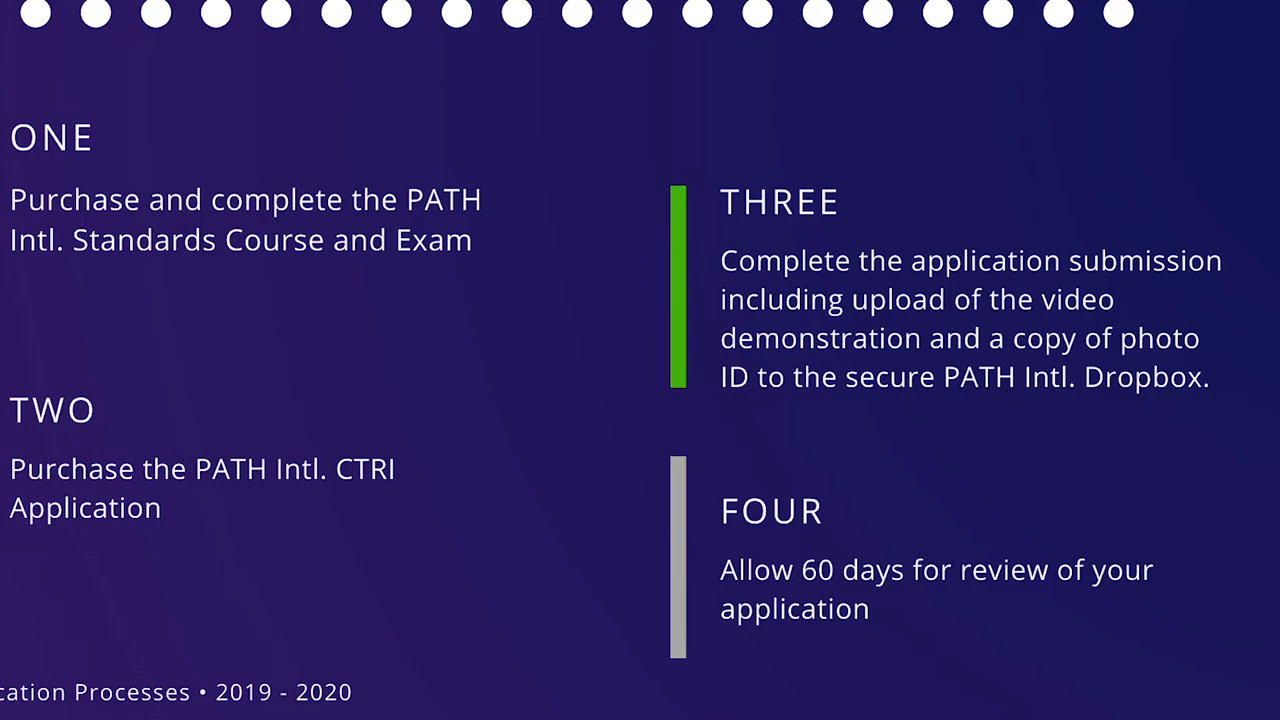 ONE
Purchase and complete the PATH
Intl. Standards Course and Exam
TWO
Purchase the PATH Intl. CTRI
Application
THREE
Complete the application submission
including upload of the video
demonstration and a copy of photo
ID to the secure PATH Intl. Dropbox.
FOUR
Allow 60 days for review of your
application
Processes • 2019 - 2020